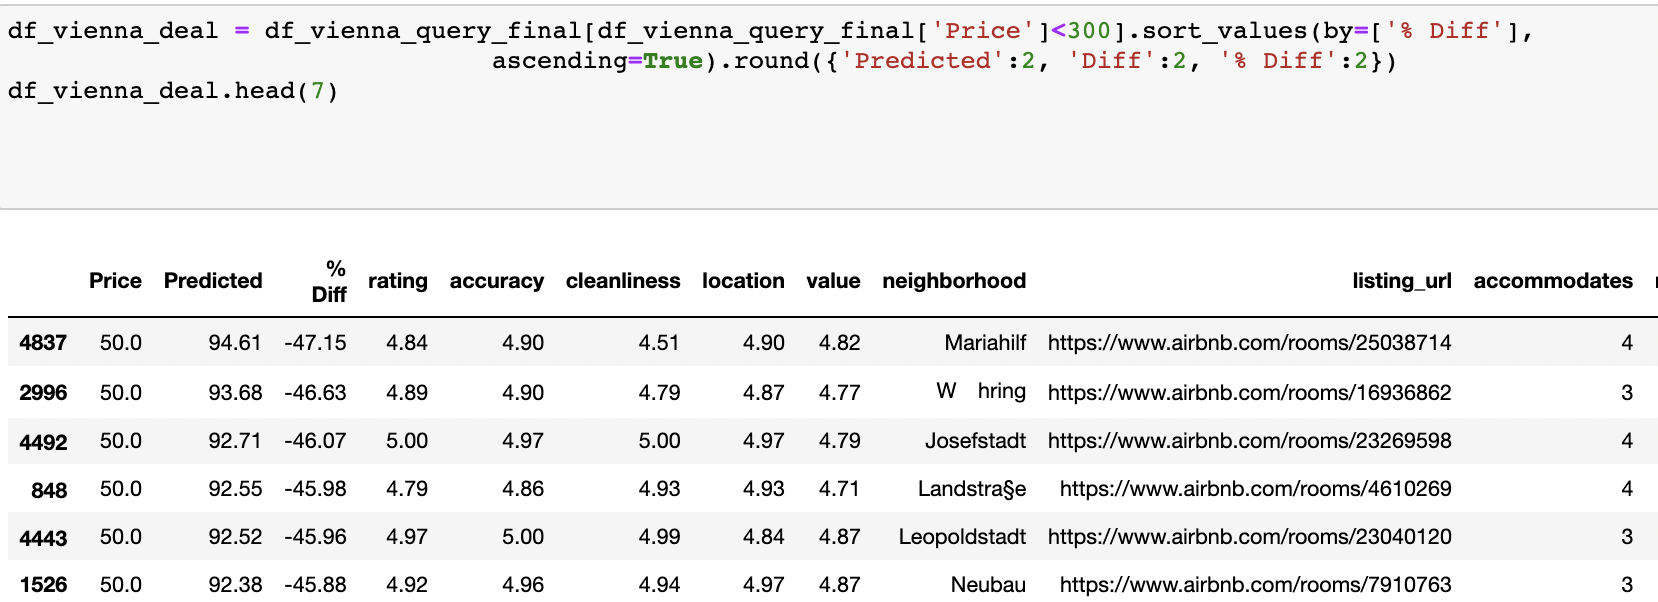 df_vienna_deal = df_vienna_query_final[df_vienna_query_final['Price']<300].sort_values(by=['% Diff'],
ascending=True).round({'Predicted':2, 'Diff':2, '% Diff':2})
df_vienna_deal.head(7)
Price Predicted % Diff rating accuracy cleanliness location value neighborhood listing_url accommodates
4837 50.0 94.61 -47.15 4.84 4.90 4.51 4.90 4.82 Mariahilf https://www.airbnb.com/rooms/25038714 4
2996 50.0 93.68 -46.63 4.89 4.90 4.79 4.87 4.77 W hring https://www.airbnb.com/rooms/16936862 3
4492 50.0 92.71 -46.07 5.00 4.97 5.00 4.97 4.79 Josefstadt https://www.airbnb.com/rooms/23269598 4
848 50.0 92.55 -45.98 4.79 4.86 4.93 4.93 4.71 Landstra§e https://www.airbnb.com/rooms/4610269 4
4443 50.0 92.52 -45.96 4.97 5.00 4.99 4.84 4.87 Leopoldstadt https://www.airbnb.com/rooms/23040120 3
1526 50.0 92.38 -45.88 4.92 4.96 4.94 4.97 4.87 Neubau https://www.airbnb.com/rooms/7910763 3